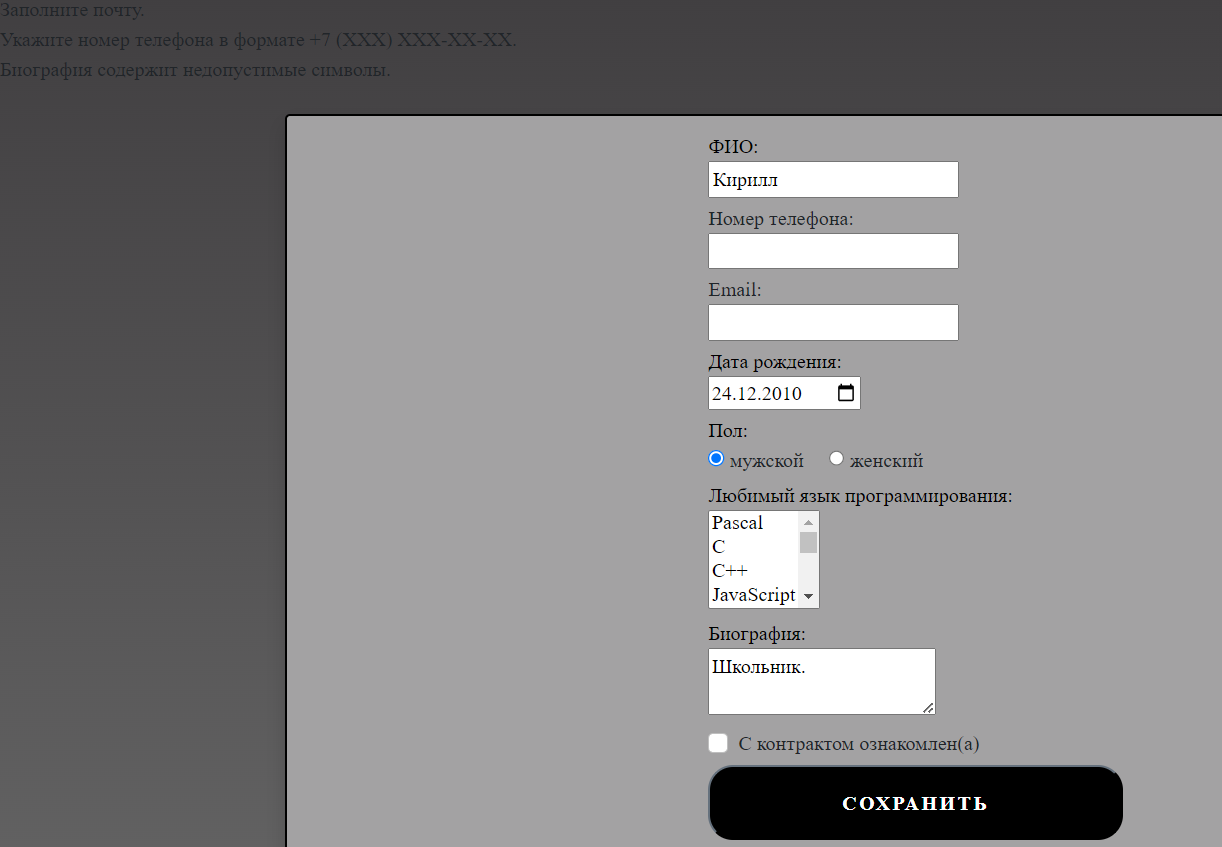 Заполните почту.
Укажите номер телефона в формате +7 (XXX) XXX-XX-XX.
Биография содержит недопустимые символы.
ФИО:
Кирилл
Номер телефона:
Email:
Дата рождения:
24.12.2010
Пол:
мужской женский
Любимый язык программирования:
Pascal
C
C++
JavaScript
Биография:
Школьник.
С контрактом ознакомлен(а)
СОХРАНИТЬ